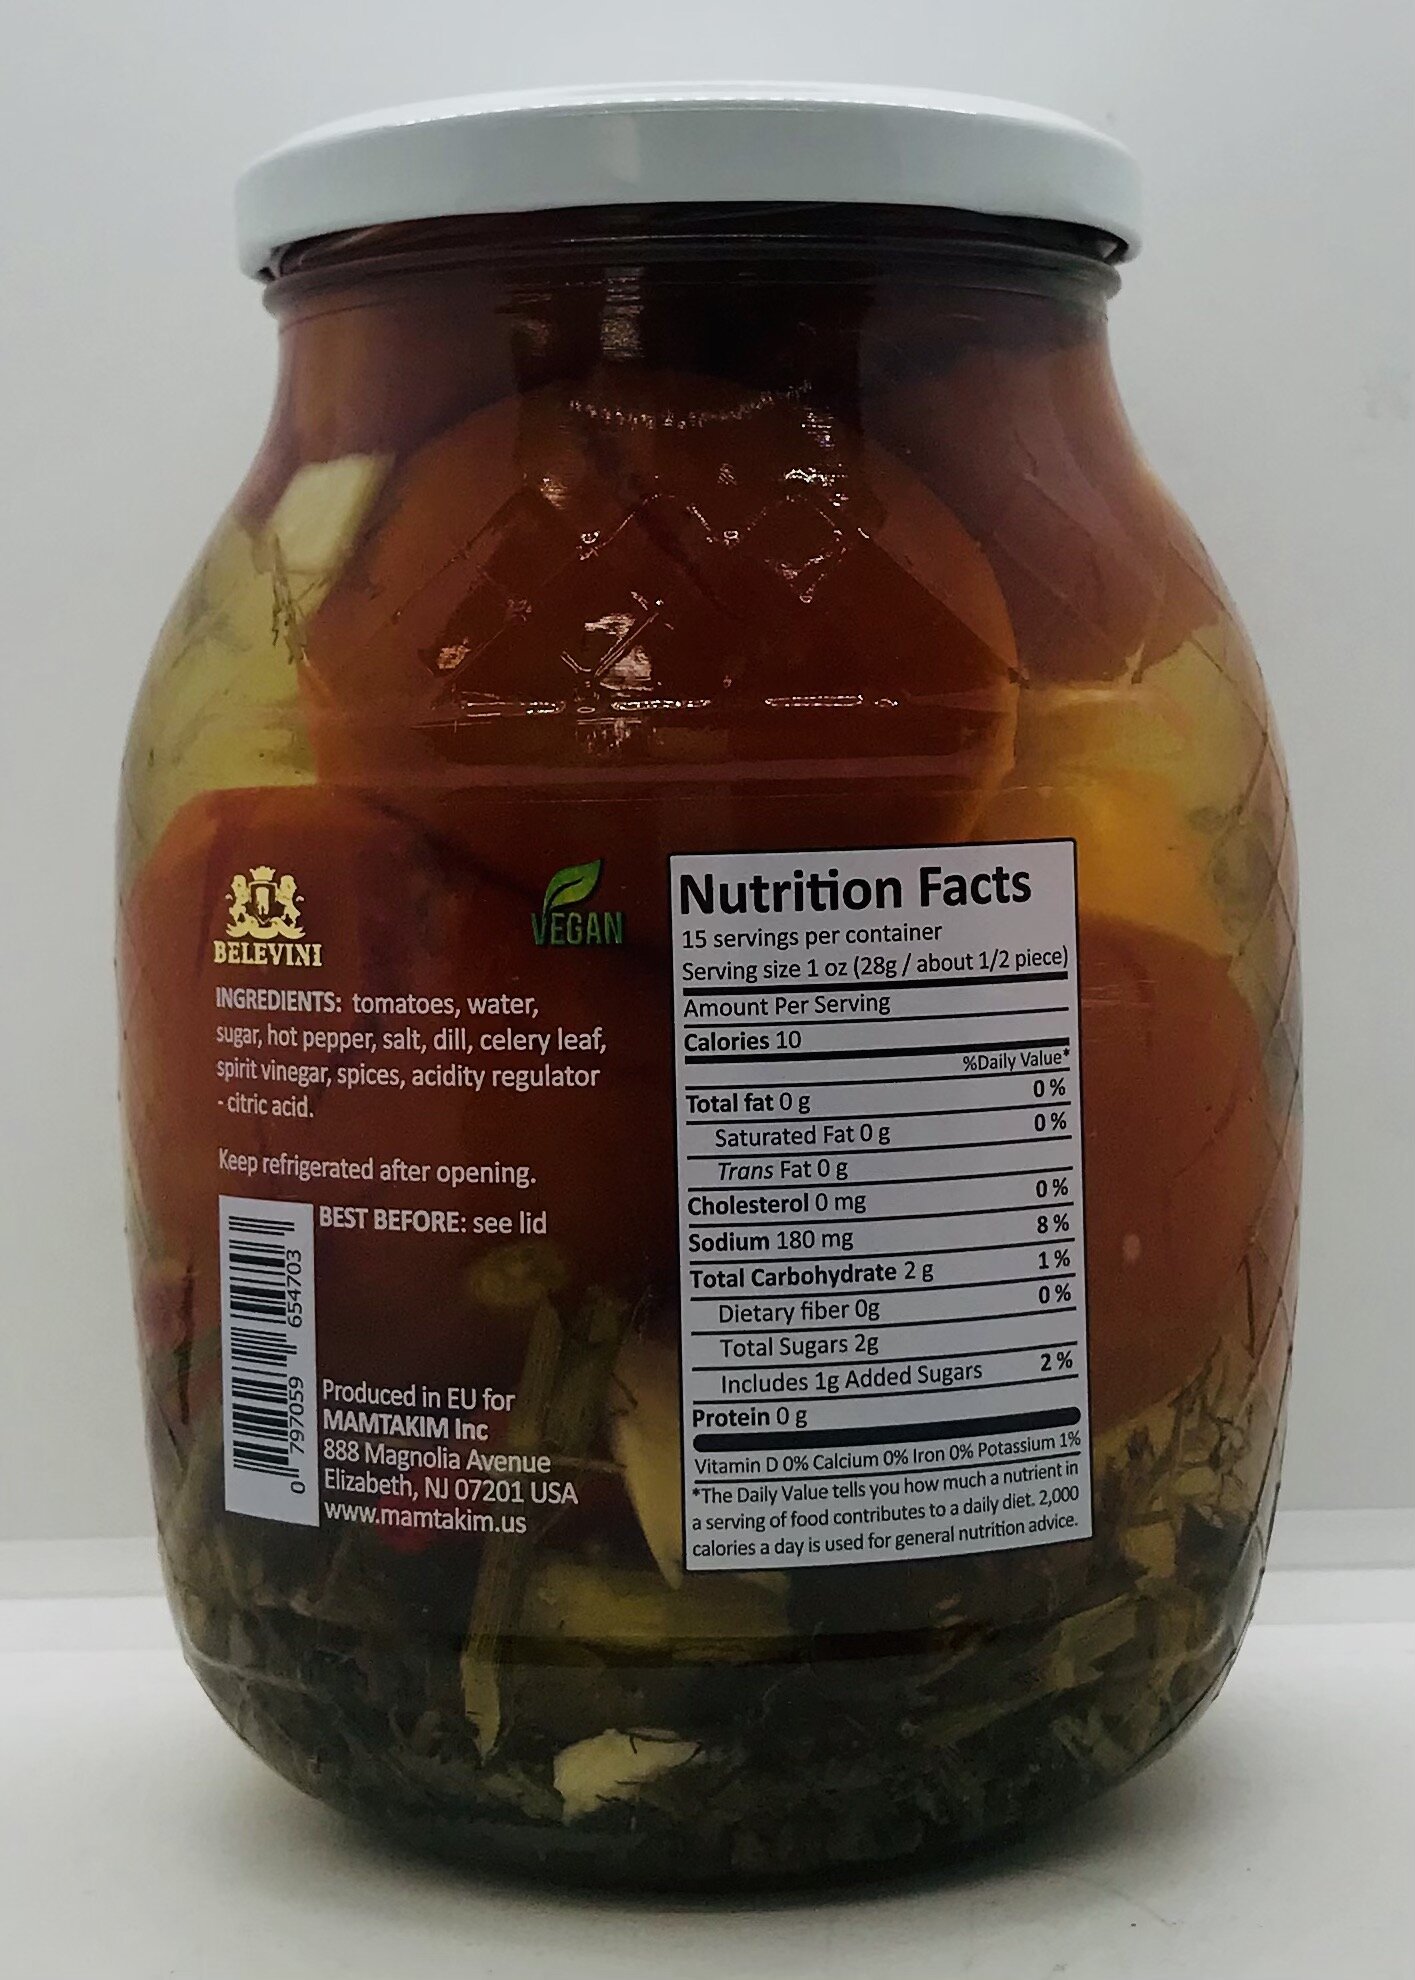 BELEVINI
VEGAN
INGREDIENTS: tomatoes, water,
sugar, hot pepper, salt, dill, celery leaf,
spirit vinegar, spices, acidity regulator
- citric acid.
Keep refrigerated after opening.
BEST BEFORE: see lid
0 797059 654703
Produced in EU for
MAMTAKIM Inc
888 Magnolia Avenue
Elizabeth, NJ 07201 USA
www.mamtakim.us
Nutrition Facts
15 servings per container
Serving size 1 oz (28g / about 1/2 piece)
Amount Per Serving
Calories 10
%Daily Value*
Total fat 0 g 0 %
Saturated Fat 0 g 0 %
Trans Fat 0 g
Cholesterol 0 mg 0 %
Sodium 180 mg 8 %
Total Carbohydrate 2 g 1 %
Dietary fiber 0g 0 %
Total Sugars 2g
Includes 1g Added Sugars 2 %
Protein 0 g
Vitamin D 0% Calcium 0% Iron 0% Potassium 1%
*The Daily Value tells you how much a nutrient in
a serving of food contributes to a daily diet. 2,000
calories a day is used for general nutrition advice.